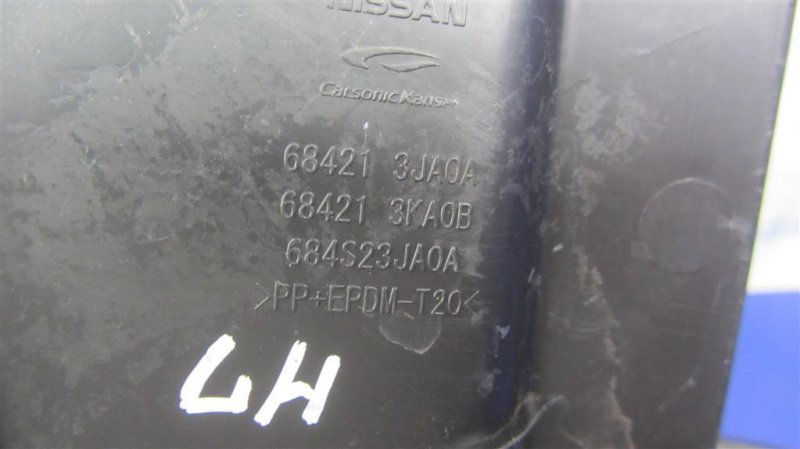 NISSAN
CalsonicKansei
68421 3JA0A
68421 3KA0B
684S23JA0A
>PP+EPDM-T20<
LH